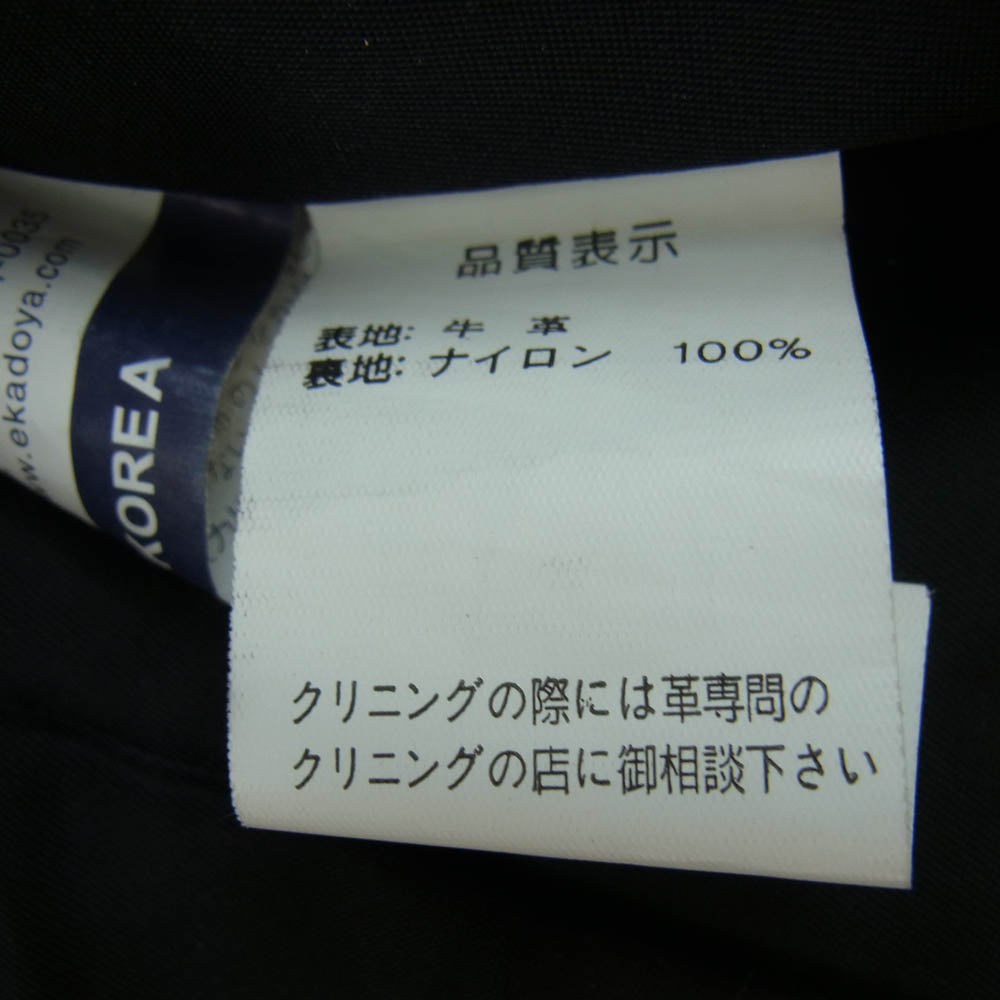 品質表示
表地: 牛 革
裏地: ナイロン 100%
クリニングの際には革専問の
クリニングの店に御相談下さい
KOREA
-0035
w.ekadoya.com